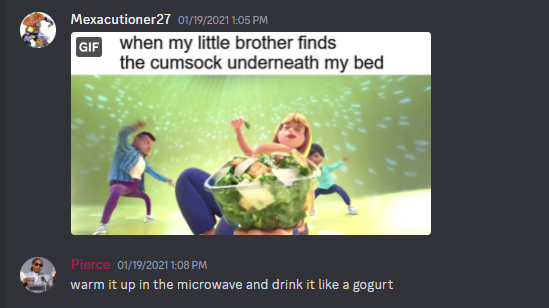 Mexacutioner27 01/19/2021 1:05 PM
GIF
when my little brother finds
the cumsock underneath my bed
Pierce 01/19/2021 1:08 PM
warm it up in the microwave and drink it like a gogurt